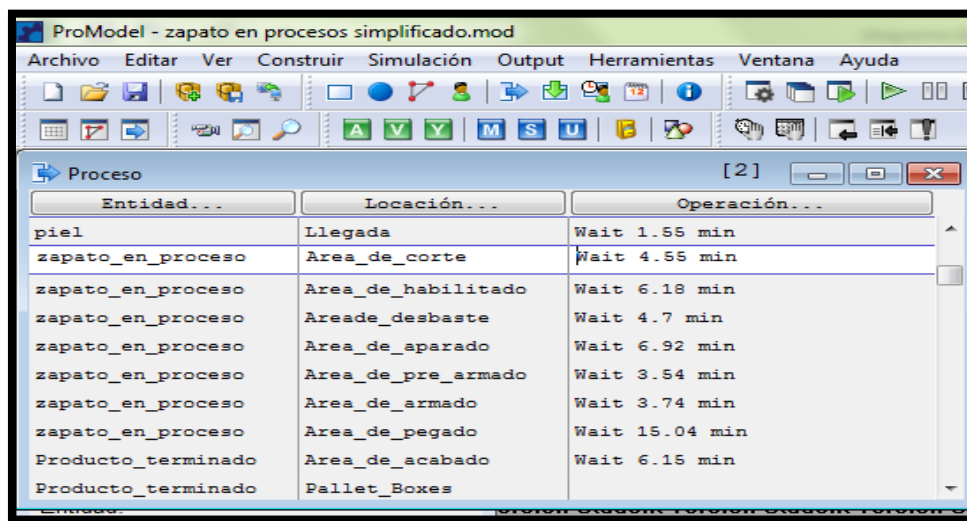 ProModel - zapato en procesos simplificado.mod
Archivo Editar Ver Construir Simulación Output Herramientas Ventana Ayuda
A V Y M S U
Proceso [2]
Entidad... Locación... Operación...
piel Llegada Wait 1.55 min
zapato_en_proceso Area_de_corte Wait 4.55 min
zapato_en_proceso Area_de_habilitado Wait 6.18 min
zapato_en_proceso Areade_desbaste Wait 4.7 min
zapato_en_proceso Area_de_aparado Wait 6.92 min
zapato_en_proceso Area_de_pre_armado Wait 3.54 min
zapato_en_proceso Area_de_armado Wait 3.74 min
zapato_en_proceso Area_de_pegado Wait 15.04 min
Producto_terminado Area_de_acabado Wait 6.15 min
Producto_terminado Pallet_Boxes